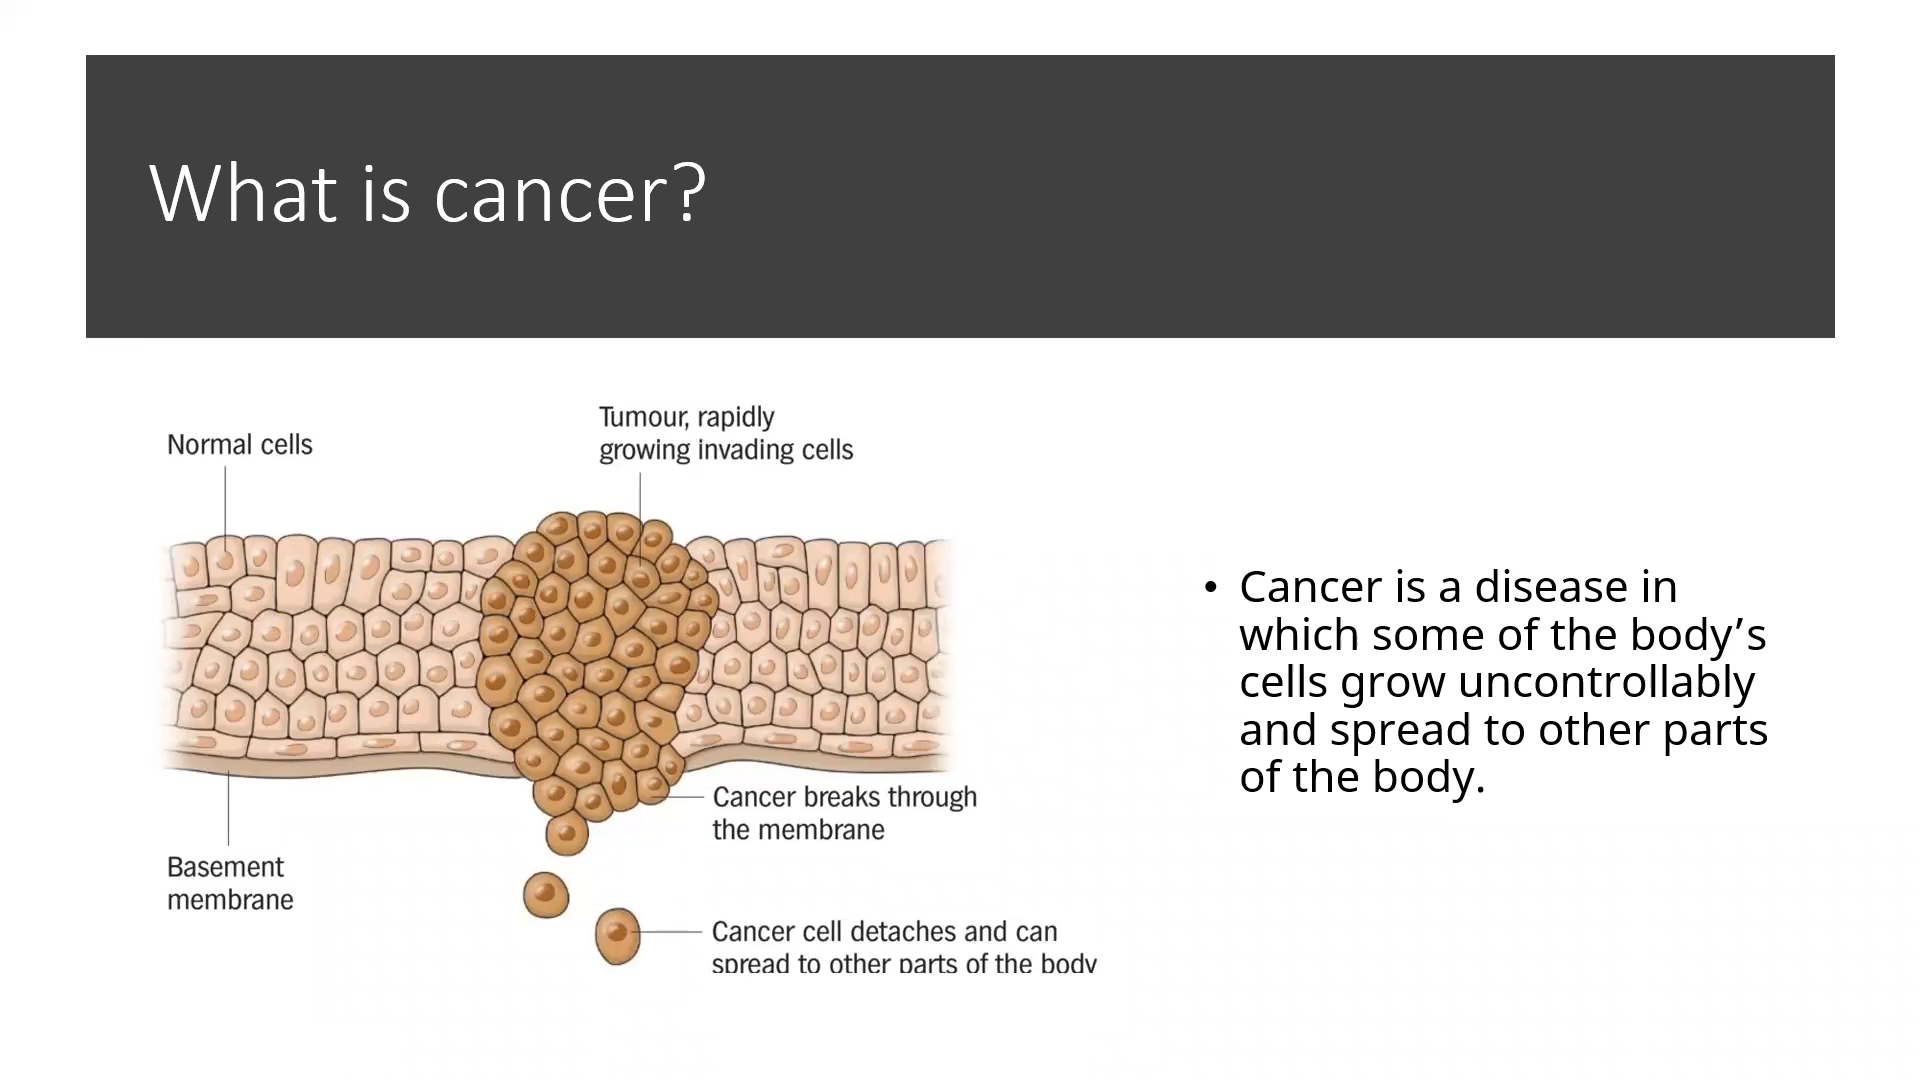 What is cancer?
Normal cells
Tumour, rapidly
growing invading cells
Cancer breaks through
the membrane
Basement
membrane
Cancer cell detaches and can
spread to other parts of the body
• Cancer is a disease in
which some of the body’s
cells grow uncontrollably
and spread to other parts
of the body.